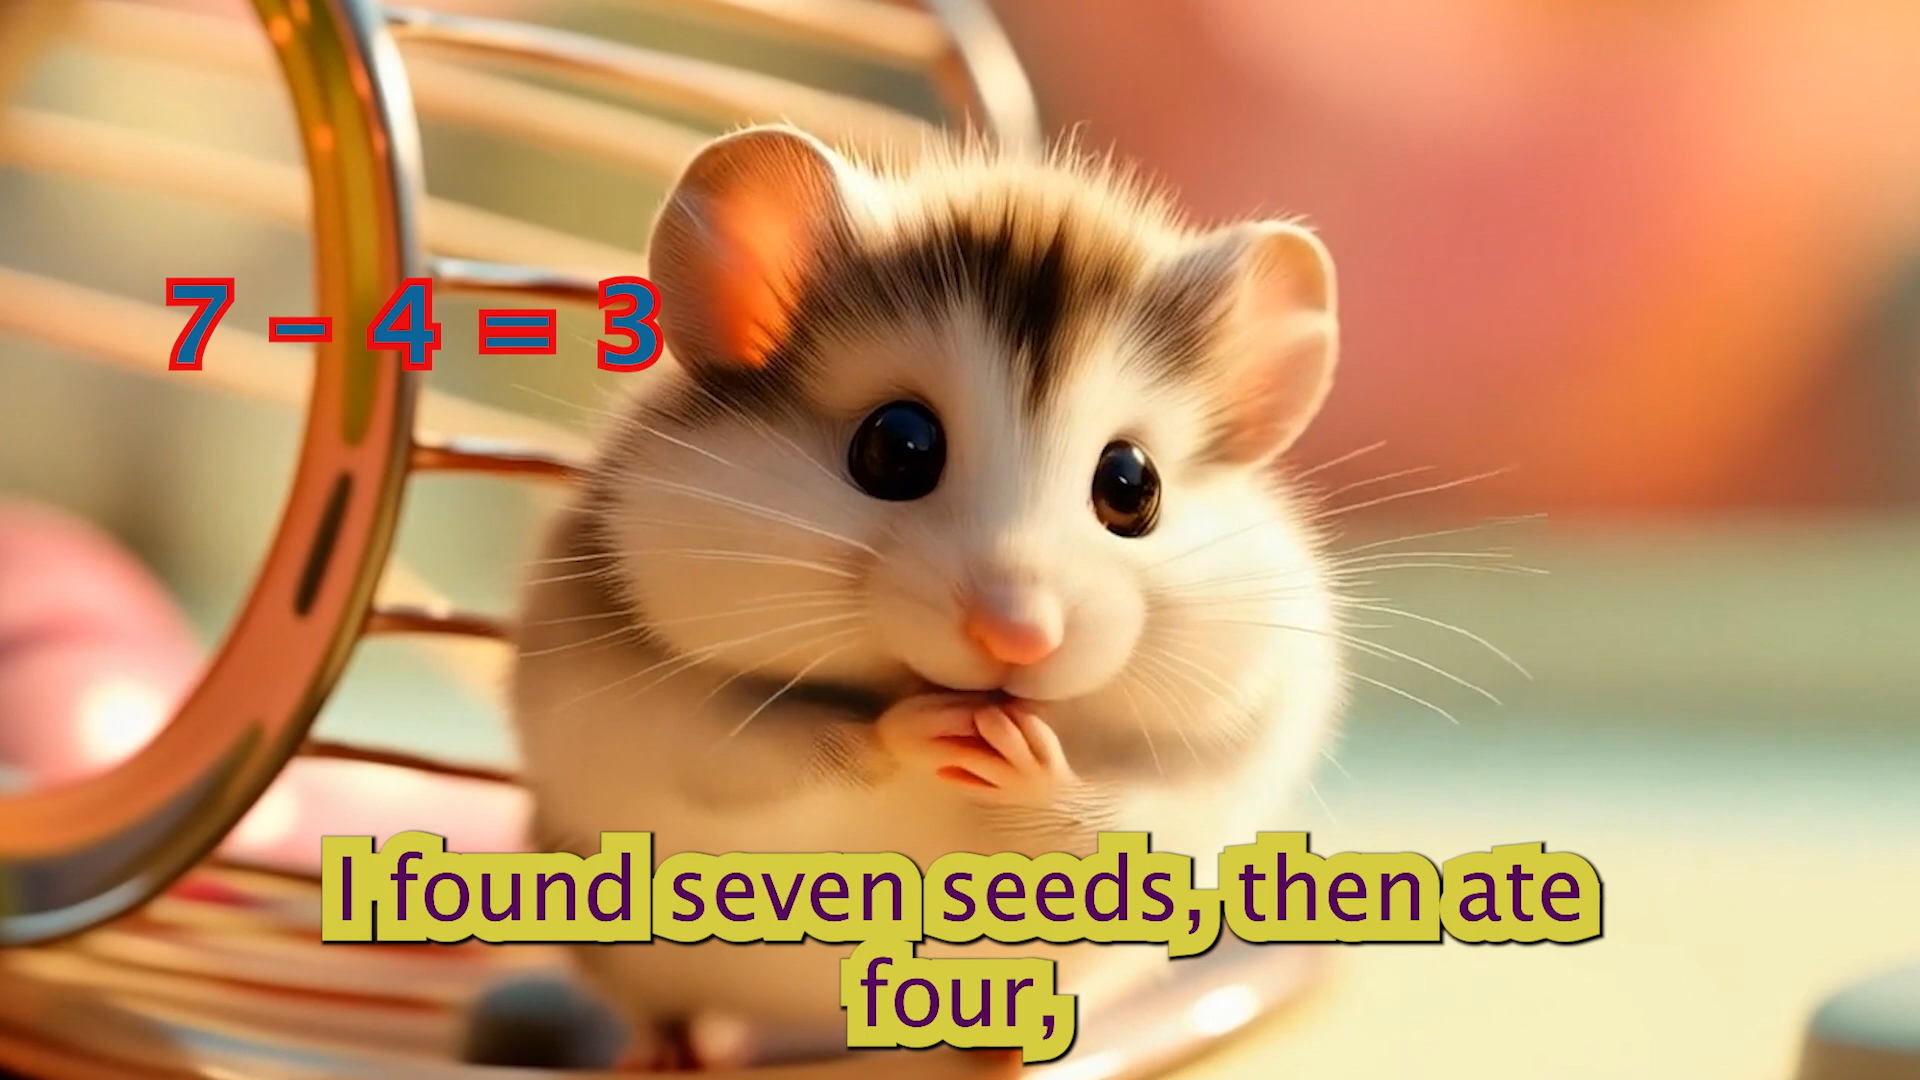 7 – 4 = 3
I found seven seeds, then ate
four,